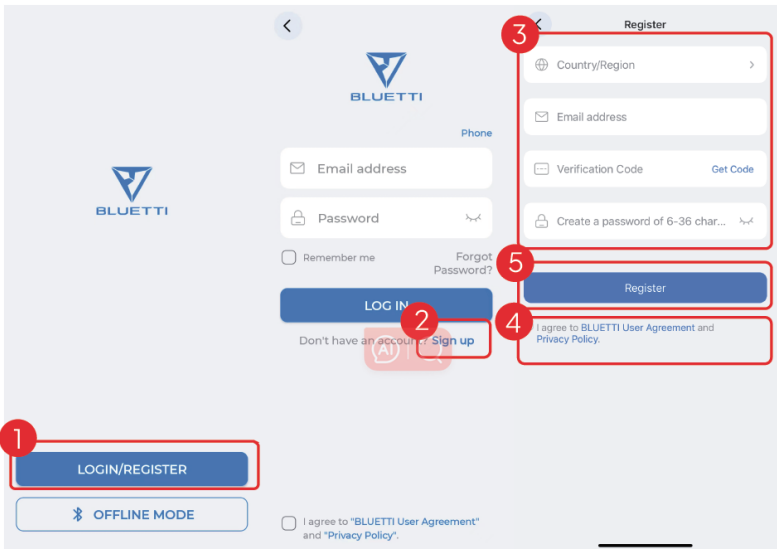 BLUETTI
1
LOGIN/REGISTER
OFFLINE MODE
BLUETTI
Phone
Email address
Password
Remember me
Forgot
Password?
LOG IN
2
Don't have an account? Sign up
AI
I agree to "BLUETTI User Agreement"
and "Privacy Policy".
Register
3
Country/Region
Email address
Verification Code Get Code
Create a password of 6-36 char...
5
Register
4
I agree to BLUETTI User Agreement and
Privacy Policy.